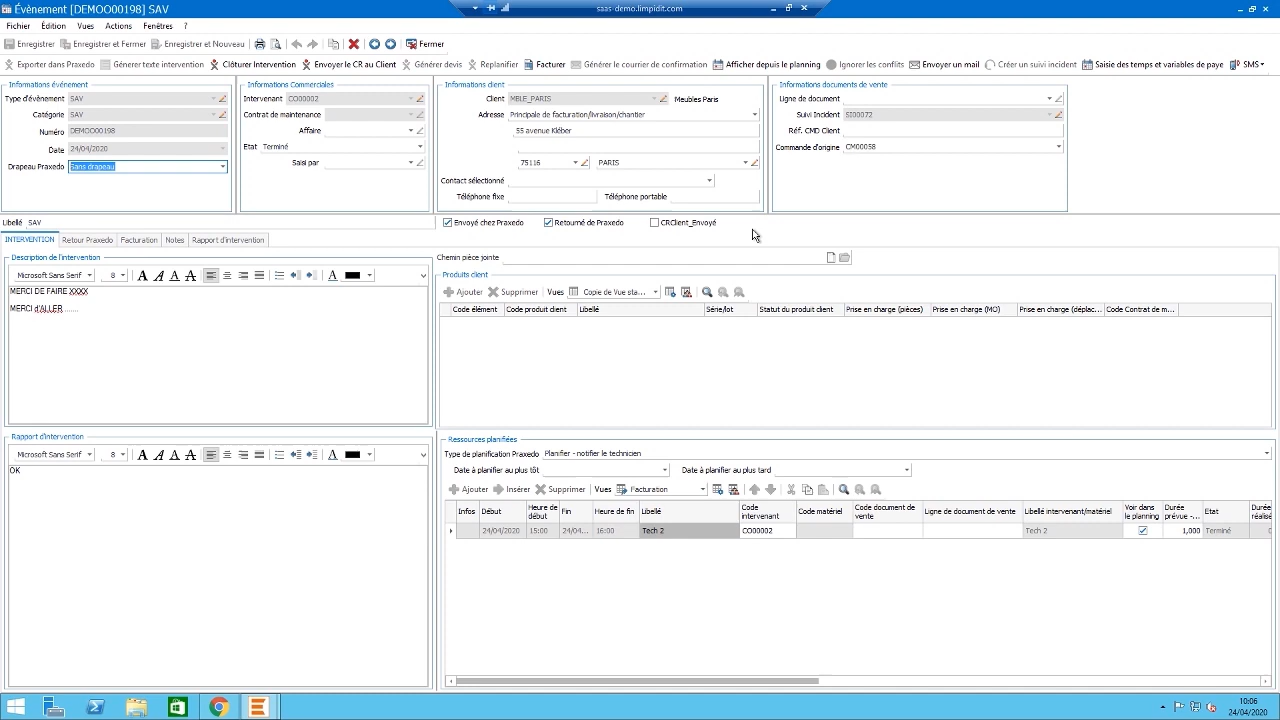 Évènement [DEMOO00198] SAV
saas-demo.limpidit.com
Fichier Édition Vues Actions Fenêtres ?
Enregistrer Enregistrer et Fermer Enregistrer et Nouveau Fermer
Exporter dans Praxedo Générer texte intervention Clôturer Intervention Envoyer le CR au Client Générer devis Replanifier Facturer Générer le courrier de confirmation Afficher depuis le planning Ignorer les conflits Envoyer un mail Créer un suivi incident Saisie des temps et variables de paye SMS
Informations événement
Type d'évènement SAV
Catégorie SAV
Numéro DEMOO00198
Date 24/04/2020
Drapeau Praxedo Sans drapeau
Informations Commerciales
Intervenant CO00002
Contrat de maintenance
Affaire
Etat Terminé
Saisi par
Informations client
Client MBLE_PARIS Meubles Paris
Adresse Principale de facturation/livraison/chantier
55 avenue Kléber
75116 PARIS
Contact sélectionné
Téléphone fixe Téléphone portable
Informations documents de vente
Ligne de document
Suivi Incident SI00072
Réf. CMD Client
Commande d'origine CM00058
Libellé SAV
Envoyé chez Praxedo Retourné de Praxedo CRClient_Envoyé
INTERVENTION Retour Praxedo Facturation Notes Rapport d'intervention
Description de l'intervention
Microsoft Sans Serif 8 A A A A A
MERCI DE FAIRE XXXX
MERCI d'ALLER .......
Chemin pièce jointe
Produits client
Ajouter Supprimer Vues Copie de Vue sta...
Code élément Code produit client Libellé Série/lot Statut du produit client Prise en charge (pièces) Prise en charge (MO) Prise en charge (déplac... Code Contrat de m...
Rapport d'intervention
Microsoft Sans Serif 8 A A A A A
OK
Ressources planifiées
Type de planification Praxedo Planifier - notifier le technicien
Date à planifier au plus tôt Date à planifier au plus tard
Ajouter Insérer Supprimer Vues Facturation
Infos Début Heure de début Fin Heure de fin Libellé Code intervenant Code matériel Code document de vente Ligne de document de vente Libellé intervenant/matériel Voir dans le planning Durée prévue -... Etat Durée réalisé
24/04/2020 15:00 24/04... 16:00 Tech 2 CO00002 Tech 2 1,000 Terminé
10:06
24/04/2020